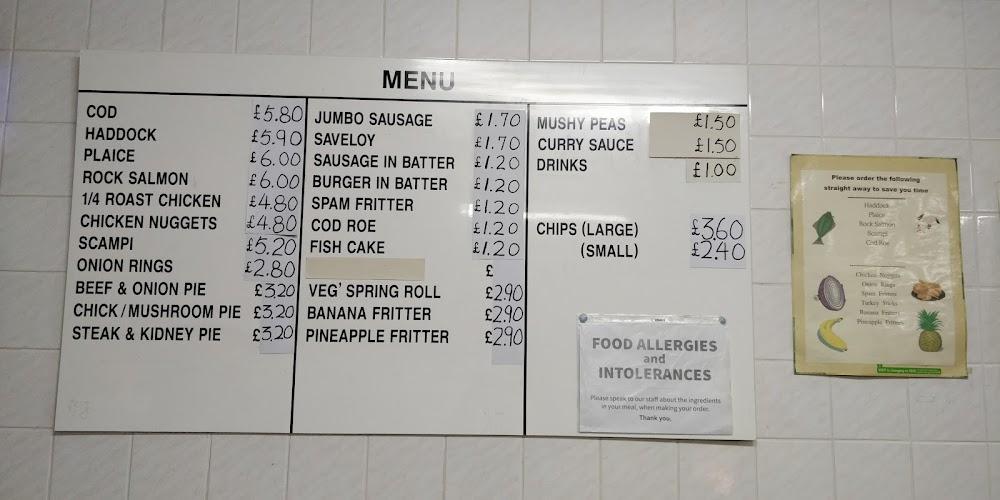 MENU
COD £5.80
HADDOCK £5.90
PLAICE £6.00
ROCK SALMON £6.00
1/4 ROAST CHICKEN £4.80
CHICKEN NUGGETS £4.80
SCAMPI £5.20
ONION RINGS £2.80
BEEF & ONION PIE £3.20
CHICK / MUSHROOM PIE £3.20
STEAK & KIDNEY PIE £3.20
JUMBO SAUSAGE £1.70
SAVELOY £1.70
SAUSAGE IN BATTER £1.20
BURGER IN BATTER £1.20
SPAM FRITTER £1.20
COD ROE £1.20
FISH CAKE £1.20
£
VEG' SPRING ROLL £2.90
BANANA FRITTER £2.90
PINEAPPLE FRITTER £2.90
MUSHY PEAS £1.50
CURRY SAUCE £1.50
DRINKS £1.00
CHIPS (LARGE) £3.60
(SMALL) £2.40
FOOD ALLERGIES
and
INTOLERANCES
Please speak to our staff about the ingredients
in your meal, when making your order.
Thank you.
Please order the following
straight away to save you time
Haddock
Plaice
Rock Salmon
Scampi
Cod Roe
Chicken Nuggets
Onion Rings
Spam Fritters
Turkey Sticks
Banana Fritters
Pineapple Fritters